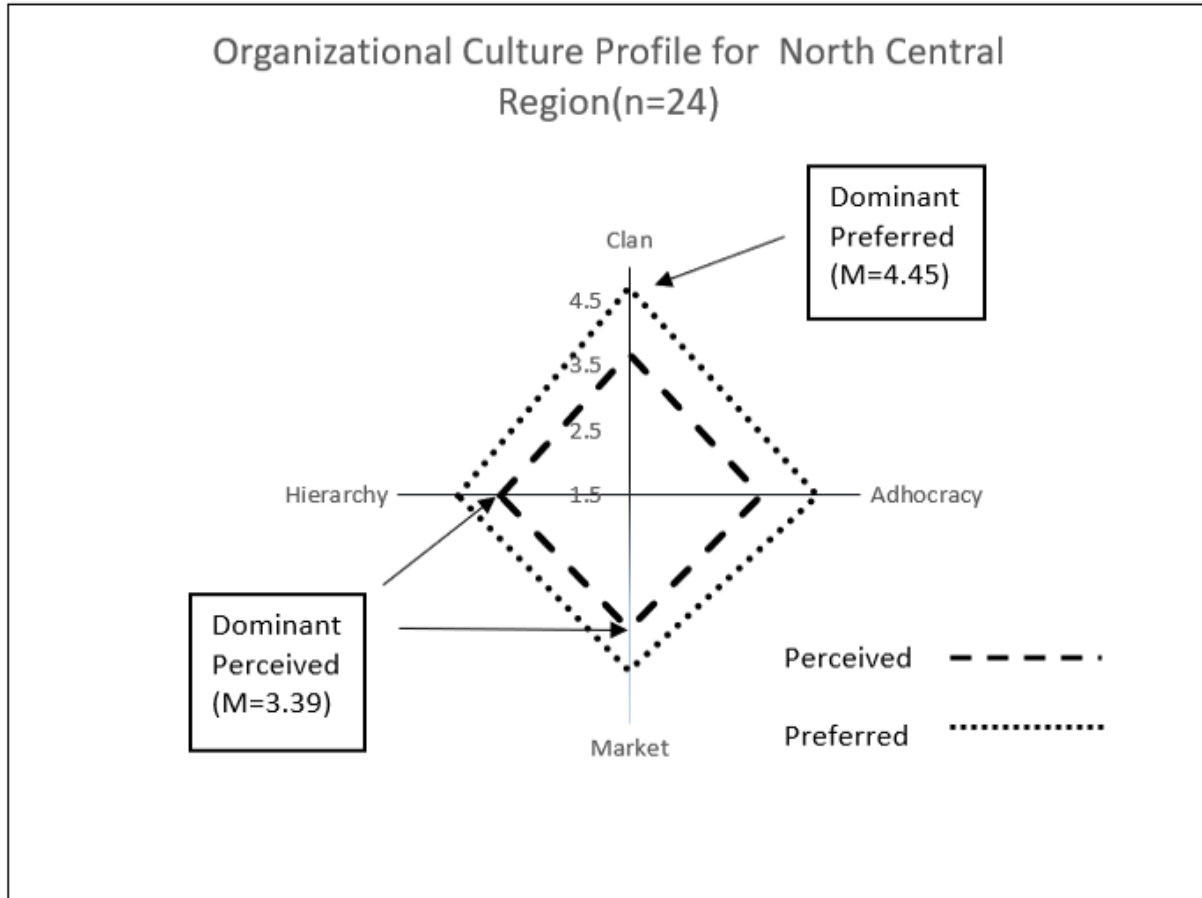 Organizational Culture Profile for  North Central
Region(n=24)
Dominant
Preferred
(M=4.45)
Clan
4.5
3.5
2.5
1.5
Hierarchy
Adhocracy
Dominant
Perceived
(M=3.39)
Perceived
Preferred
Market